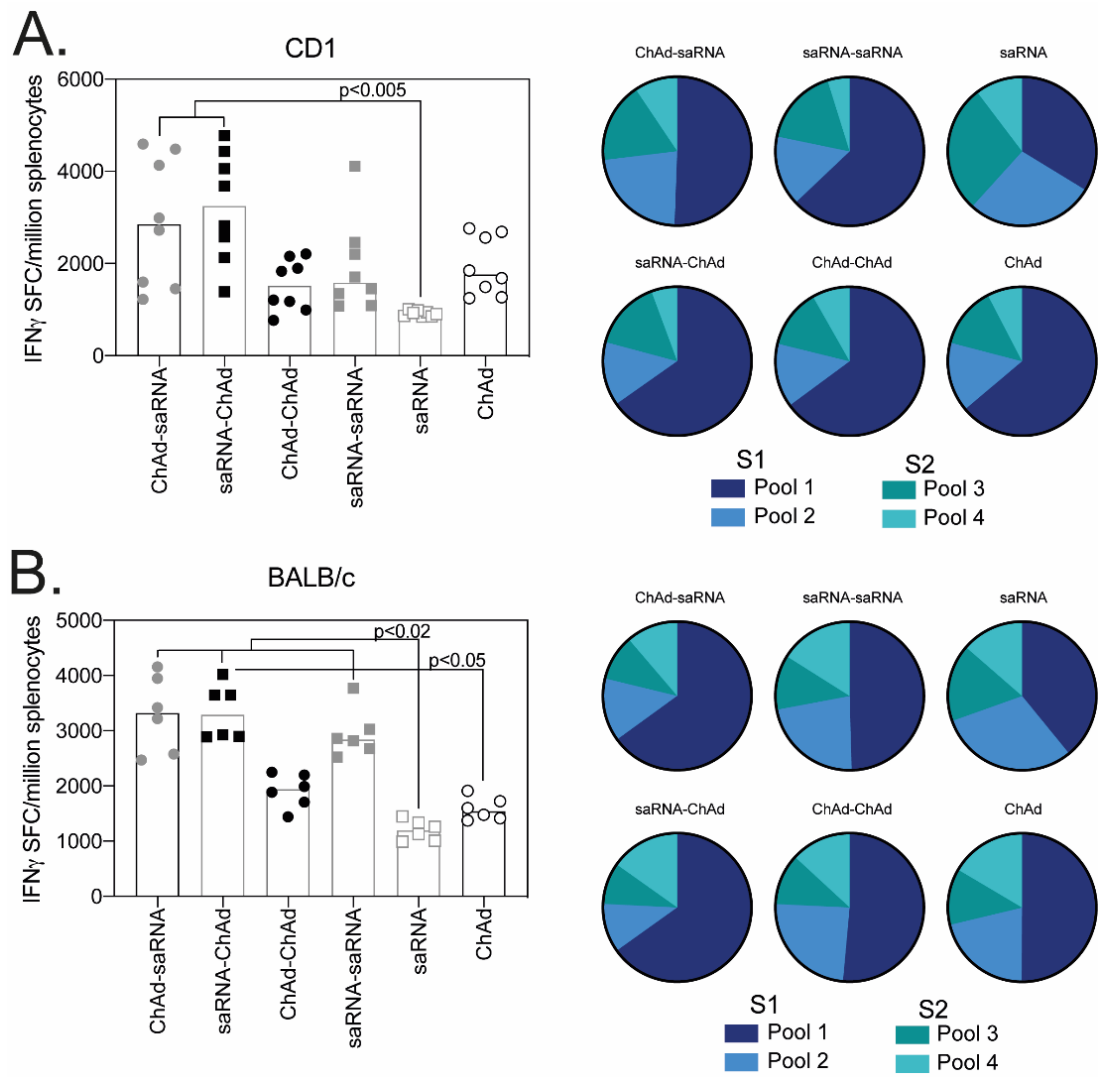 A.
CD1
IFNγ SFC/million splenocytes
6000
4000
2000
0
p<0.005
ChAd-saRNA
saRNA-ChAd
ChAd-ChAd
saRNA-saRNA
saRNA
ChAd
ChAd-saRNA
saRNA-saRNA
saRNA
saRNA-ChAd
ChAd-ChAd
ChAd
S1
S2
Pool 1
Pool 3
Pool 2
Pool 4
B.
BALB/c
IFNγ SFC/million splenocytes
5000
4000
3000
2000
1000
0
p<0.02
p<0.05
ChAd-saRNA
saRNA-ChAd
ChAd-ChAd
saRNA-saRNA
saRNA
ChAd
ChAd-saRNA
saRNA-saRNA
saRNA
saRNA-ChAd
ChAd-ChAd
ChAd
S1
S2
Pool 1
Pool 3
Pool 2
Pool 4